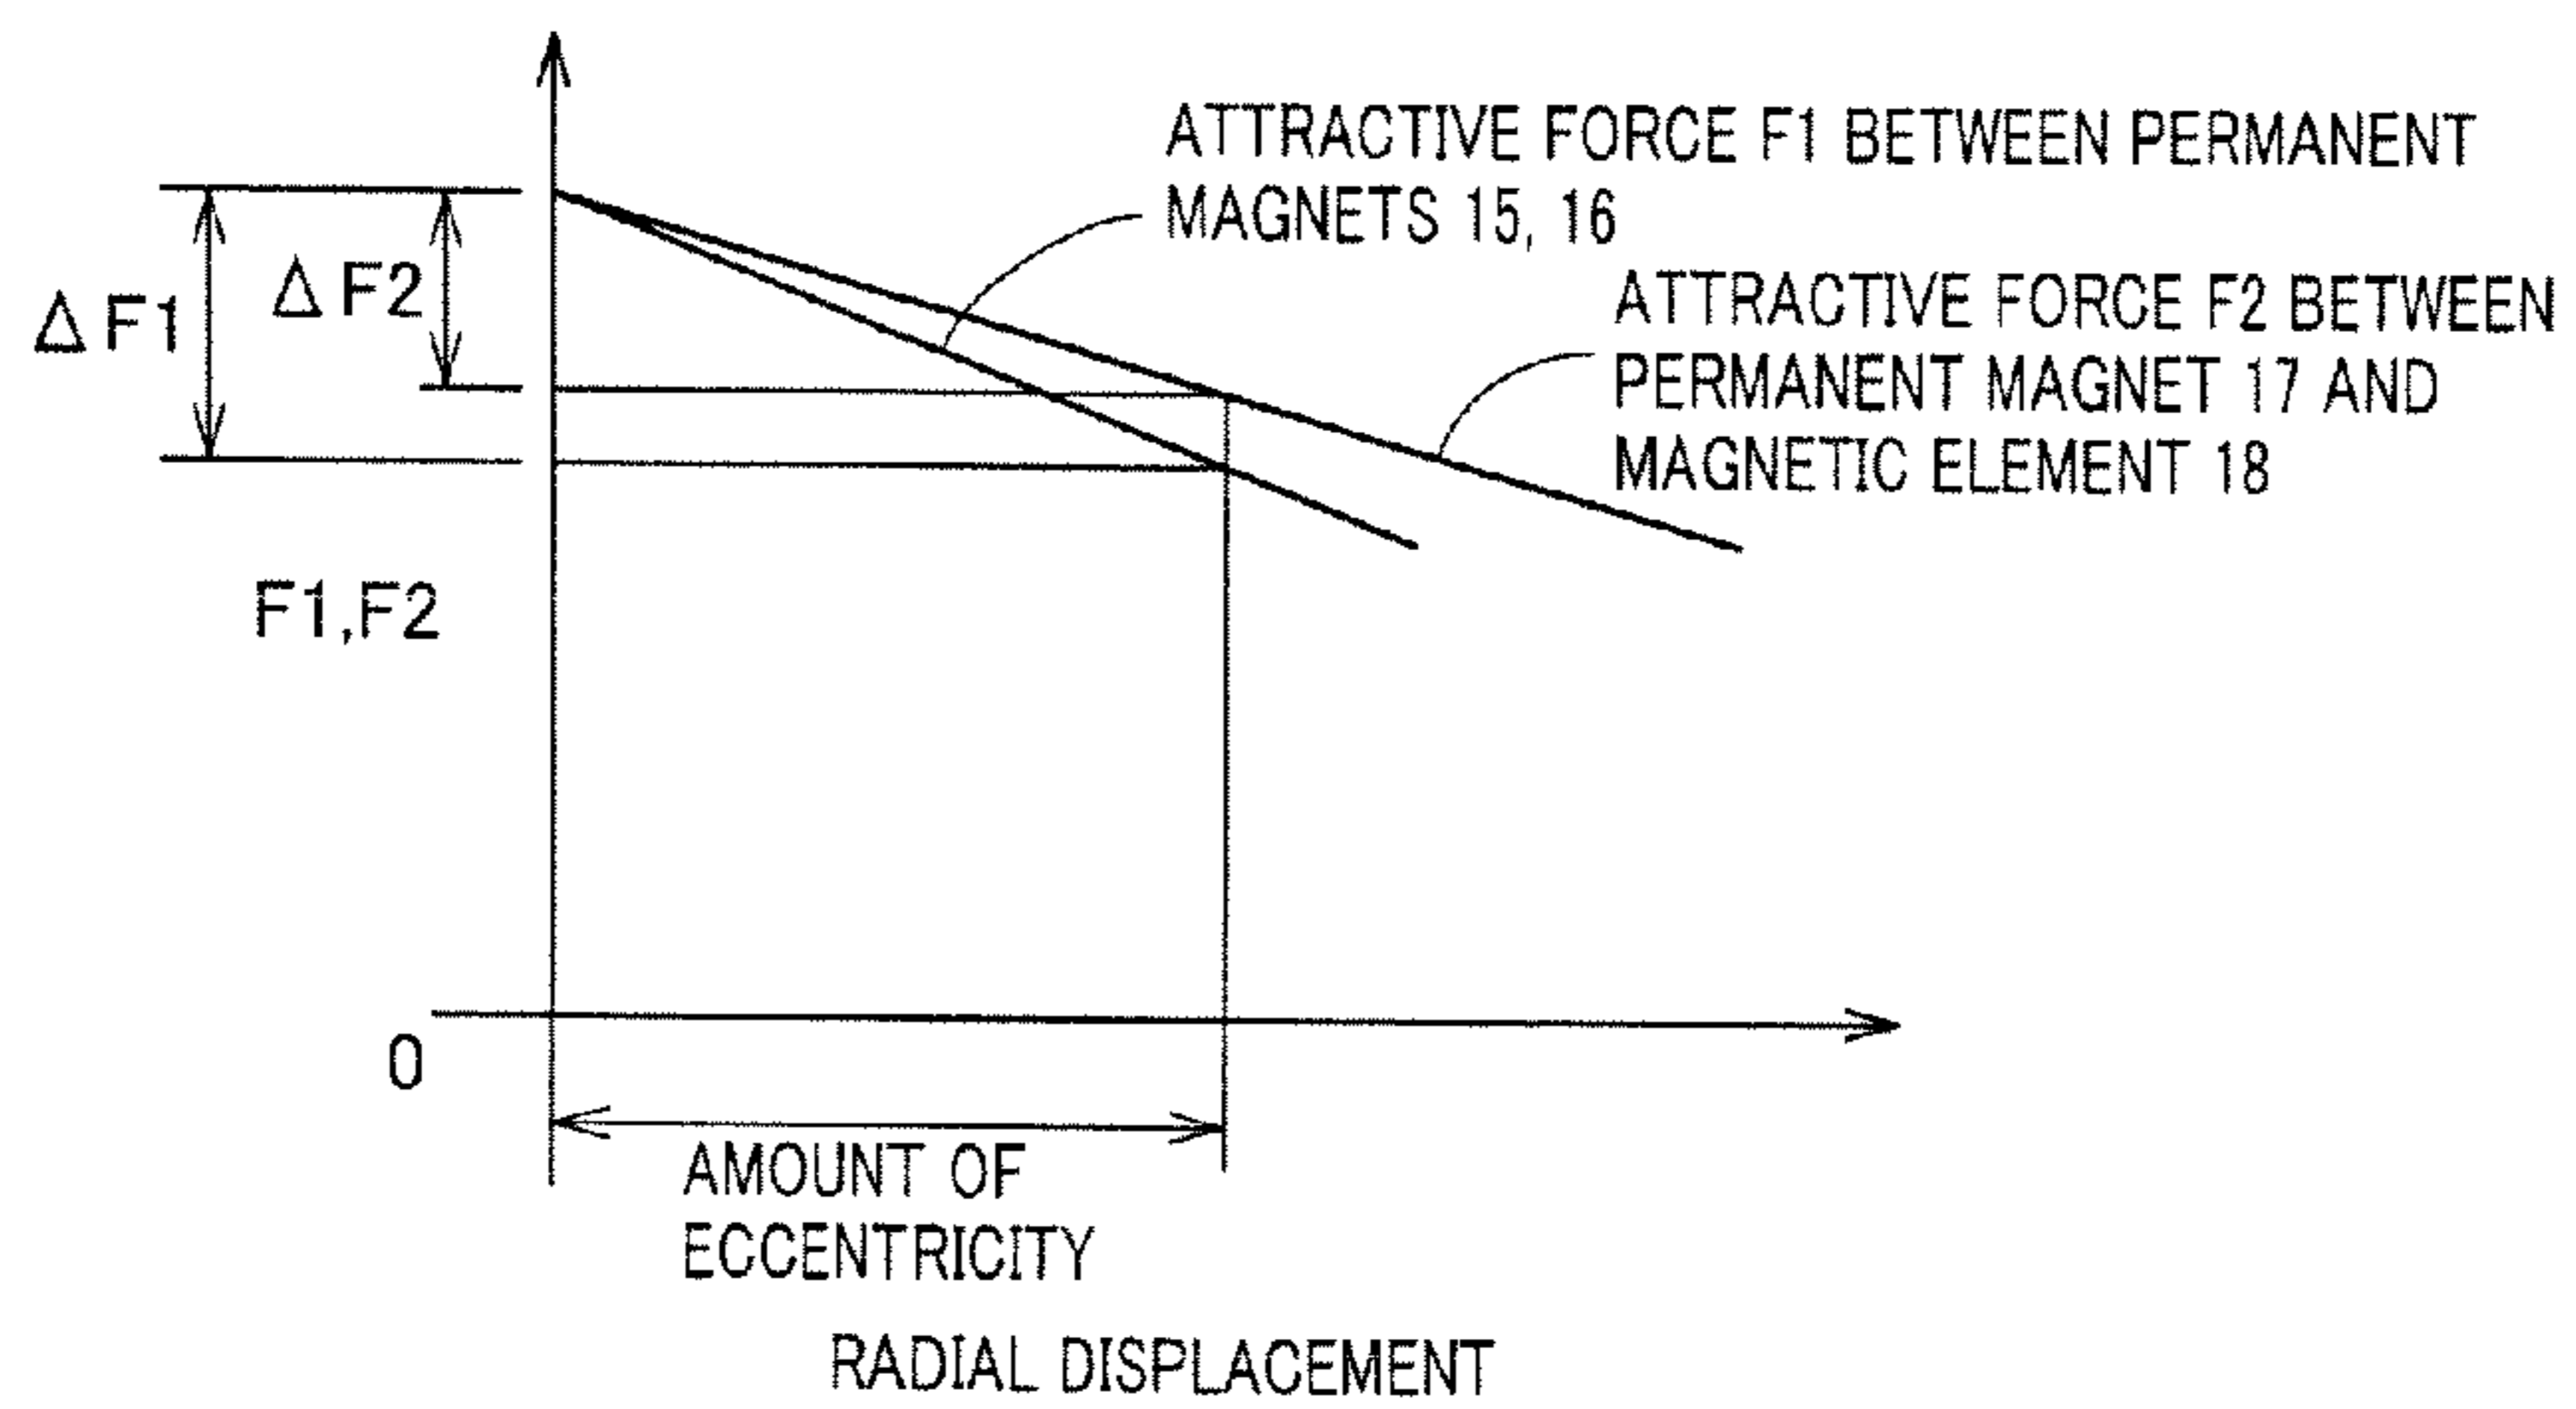 ATTRACTIVE FORCE F1 BETWEEN PERMANENT
MAGNETS 15, 16
ΔF1
ΔF2
ATTRACTIVE FORCE F2 BETWEEN
PERMANENT MAGNET 17 AND
MAGNETIC ELEMENT 18
F1,F2
0
AMOUNT OF
ECCENTRICITY
RADIAL DISPLACEMENT